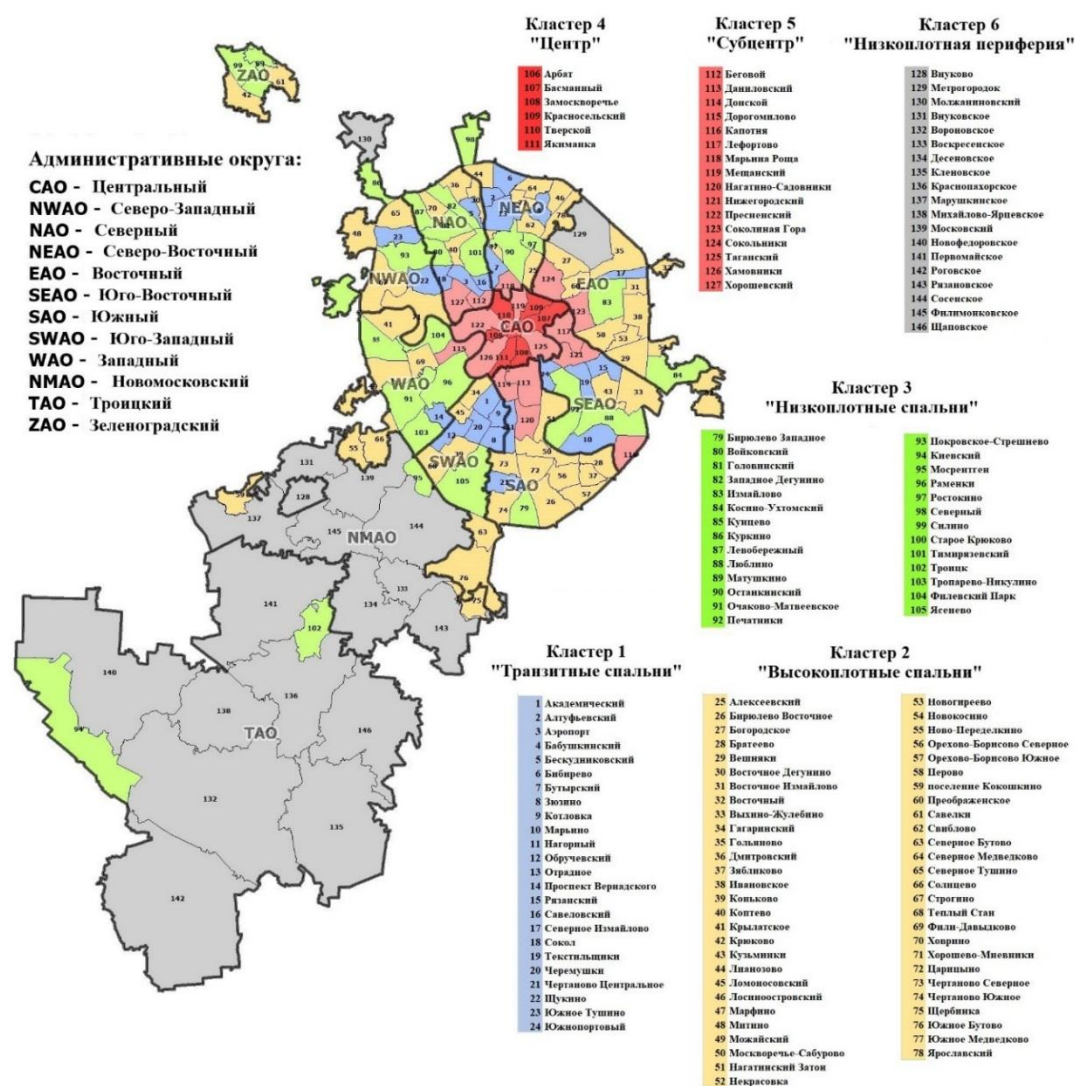 Кластер 4
"Центр"
106 Арбат
107 Басманный
108 Замоскворечье
109 Красносельский
110 Тверской
111 Якиманка
Кластер 5
"Субцентр"
112 Беговой
113 Даниловский
114 Донской
115 Дорогомилово
116 Капотня
117 Лефортово
118 Марьина Роща
119 Мещанский
120 Нагатино-Садовники
121 Нижегородский
122 Пресненский
123 Соколиная Гора
124 Сокольники
125 Таганский
126 Хамовники
127 Хорошевский
Кластер 6
"Низкоплотная периферия"
128 Внуково
129 Метрогородок
130 Молжаниновский
131 Внуковское
132 Вороновское
133 Воскресенское
134 Десеновское
135 Кленовское
136 Краснопахорское
137 Марушкинское
138 Михайлово-Ярцевское
139 Московский
140 Новофедоровское
141 Первомайское
142 Роговское
143 Рязановское
144 Сосенское
145 Филимонковское
146 Щаповское
Административные округа:
CAO - Центральный
NWAO - Северо-Западный
NAO - Северный
NEAO - Северо-Восточный
EAO - Восточный
SEAO - Юго-Восточный
SAO - Южный
SWAO - Юго-Западный
WAO - Западный
NMAO - Новомосковский
TAO - Троицкий
ZAO - Зеленоградский
ZAO
NWAO
NAO
NEAO
EAO
CAO
WAO
SEAO
SWAO
SAO
NMAO
TAO
Кластер 3
"Низкоплотные спальни"
79 Бирюлево Западное
80 Войковский
81 Головинский
82 Западное Дегунино
83 Измайлово
84 Косино-Ухтомский
85 Кунцево
86 Куркино
87 Левобережный
88 Люблино
89 Матушкино
90 Останкинский
91 Очаково-Матвеевское
92 Печатники
93 Покровское-Стрешнево
94 Киевский
95 Мосрентген
96 Раменки
97 Ростокино
98 Северный
99 Силино
100 Старое Крюково
101 Тимирязевский
102 Троицк
103 Тропарево-Никулино
104 Филевский Парк
105 Ясенево
Кластер 1
"Транзитные спальни"
1 Академический
2 Алтуфьевский
3 Аэропорт
4 Бабушкинский
5 Бескудниковский
6 Бибирево
7 Бутырский
8 Зюзино
9 Котловка
10 Марьино
11 Нагорный
12 Обручевский
13 Отрадное
14 Проспект Вернадского
15 Рязанский
16 Савеловский
17 Северное Измайлово
18 Сокол
19 Текстильщики
20 Черемушки
21 Чертаново Центральное
22 Щукино
23 Южное Тушино
24 Южнопортовый
Кластер 2
"Высокоплотные спальни"
25 Алексеевский
26 Бирюлево Восточное
27 Богородское
28 Братеево
29 Вешняки
30 Восточное Дегунино
31 Восточное Измайлово
32 Восточный
33 Выхино-Жулебино
34 Гагаринский
35 Гольяново
36 Дмитровский
37 Зябликово
38 Ивановское
39 Коньково
40 Коптево
41 Крылатское
42 Крюково
43 Кузьминки
44 Лианозово
45 Ломоносовский
46 Лосиноостровский
47 Марфино
48 Митино
49 Можайский
50 Москворечье-Сабурово
51 Нагатинский Затон
52 Некрасовка
53 Новогиреево
54 Новокосино
55 Ново-Переделкино
56 Орехово-Борисово Северное
57 Орехово-Борисово Южное
58 Перово
59 поселение Кокошкино
60 Преображенское
61 Савелки
62 Свиблово
63 Северное Бутово
64 Северное Медведково
65 Северное Тушино
66 Солнцево
67 Строгино
68 Теплый Стан
69 Фили-Давыдково
70 Ховрино
71 Хорошево-Мневники
72 Царицыно
73 Чертаново Северное
74 Чертаново Южное
75 Щербинка
76 Южное Бутово
77 Южное Медведково
78 Ярославский